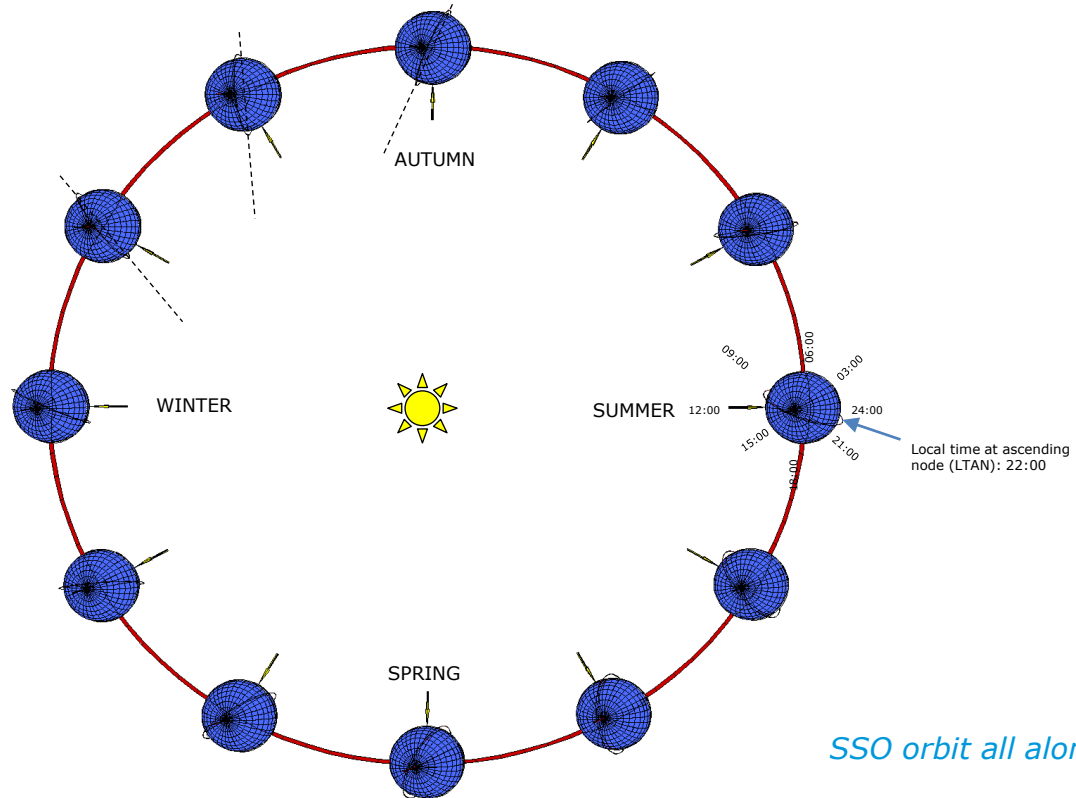 AUTUMN
06:00
09:00
03:00
WINTER
SUMMER
12:00
24:00
15:00
21:00
Local time at ascending
node (LTAN): 22:00
18:00
SPRING
SSO orbit all alon